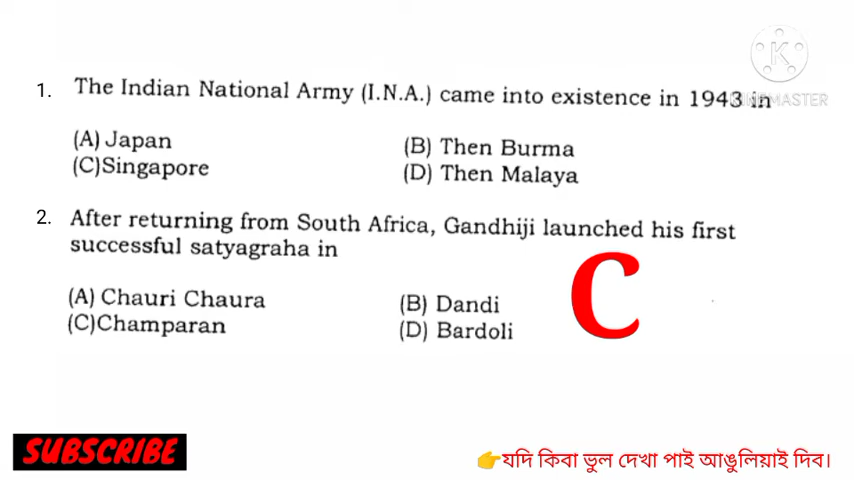 KINEMASTER
1. The Indian National Army (I.N.A.) came into existence in 1943 in
(A) Japan (B) Then Burma
(C)Singapore (D) Then Malaya
2. After returning from South Africa, Gandhiji launched his first
successful satyagraha in
(A) Chauri Chaura (B) Dandi
(C)Champaran (D) Bardoli
C
SUBSCRIBE
👉যদি কিবা ভুল দেখা পাই আঙুলিয়াই দিব।